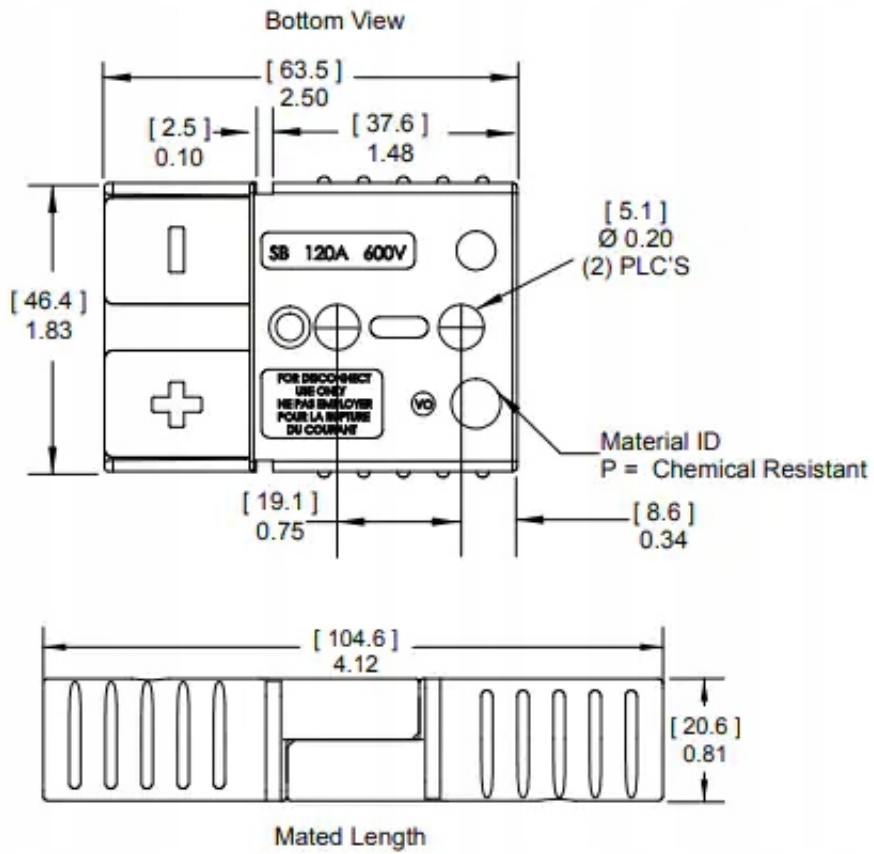 Bottom View
[ 63.5 ]
2.50
[ 2.5 ]
0.10
[ 37.6 ]
1.48
[ 5.1 ]
Ø 0.20
(2) PLC'S
SB 120A 600V
[ 46.4 ]
1.83
FOR DISCONNECT
USE ONLY
NE PAS EMPLOYER
POUR LA RUPTURE
DU COURANT
VO
Material ID
P = Chemical Resistant
[ 19.1 ]
0.75
[ 8.6 ]
0.34
[ 104.6 ]
4.12
[ 20.6 ]
0.81
Mated Length